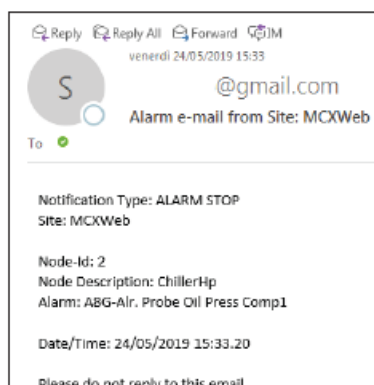 Reply Reply All Forward IM
venerdì 24/05/2019 15:33
S
@gmail.com
Alarm e-mail from Site: MCXWeb
To
Notification Type: ALARM STOP
Site: MCXWeb
Node-Id: 2
Node Description: ChillerHp
Alarm: A8G-Alr. Probe Oil Press Comp1
Date/Time: 24/05/2019 15:33.20
Please do not reply to this email